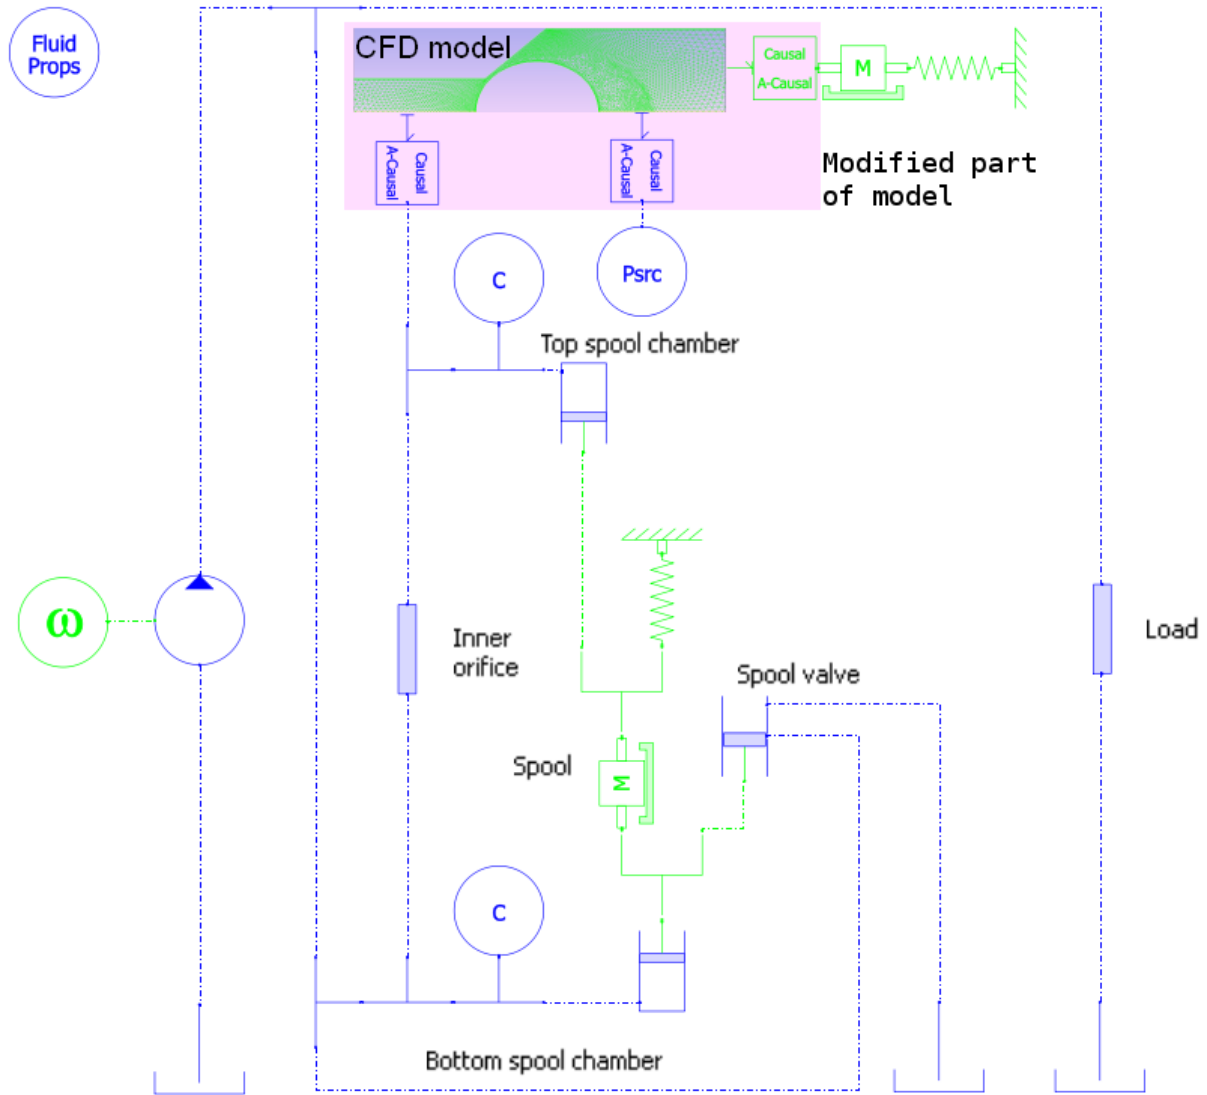 Fluid
Props
CFD model
Causal
A-Causal
M
Causal
A-Causal
Causal
A-Causal
Modified part
of model
C
Psrc
Top spool chamber
ω
Inner
orifice
Load
Spool valve
Spool
M
C
Bottom spool chamber